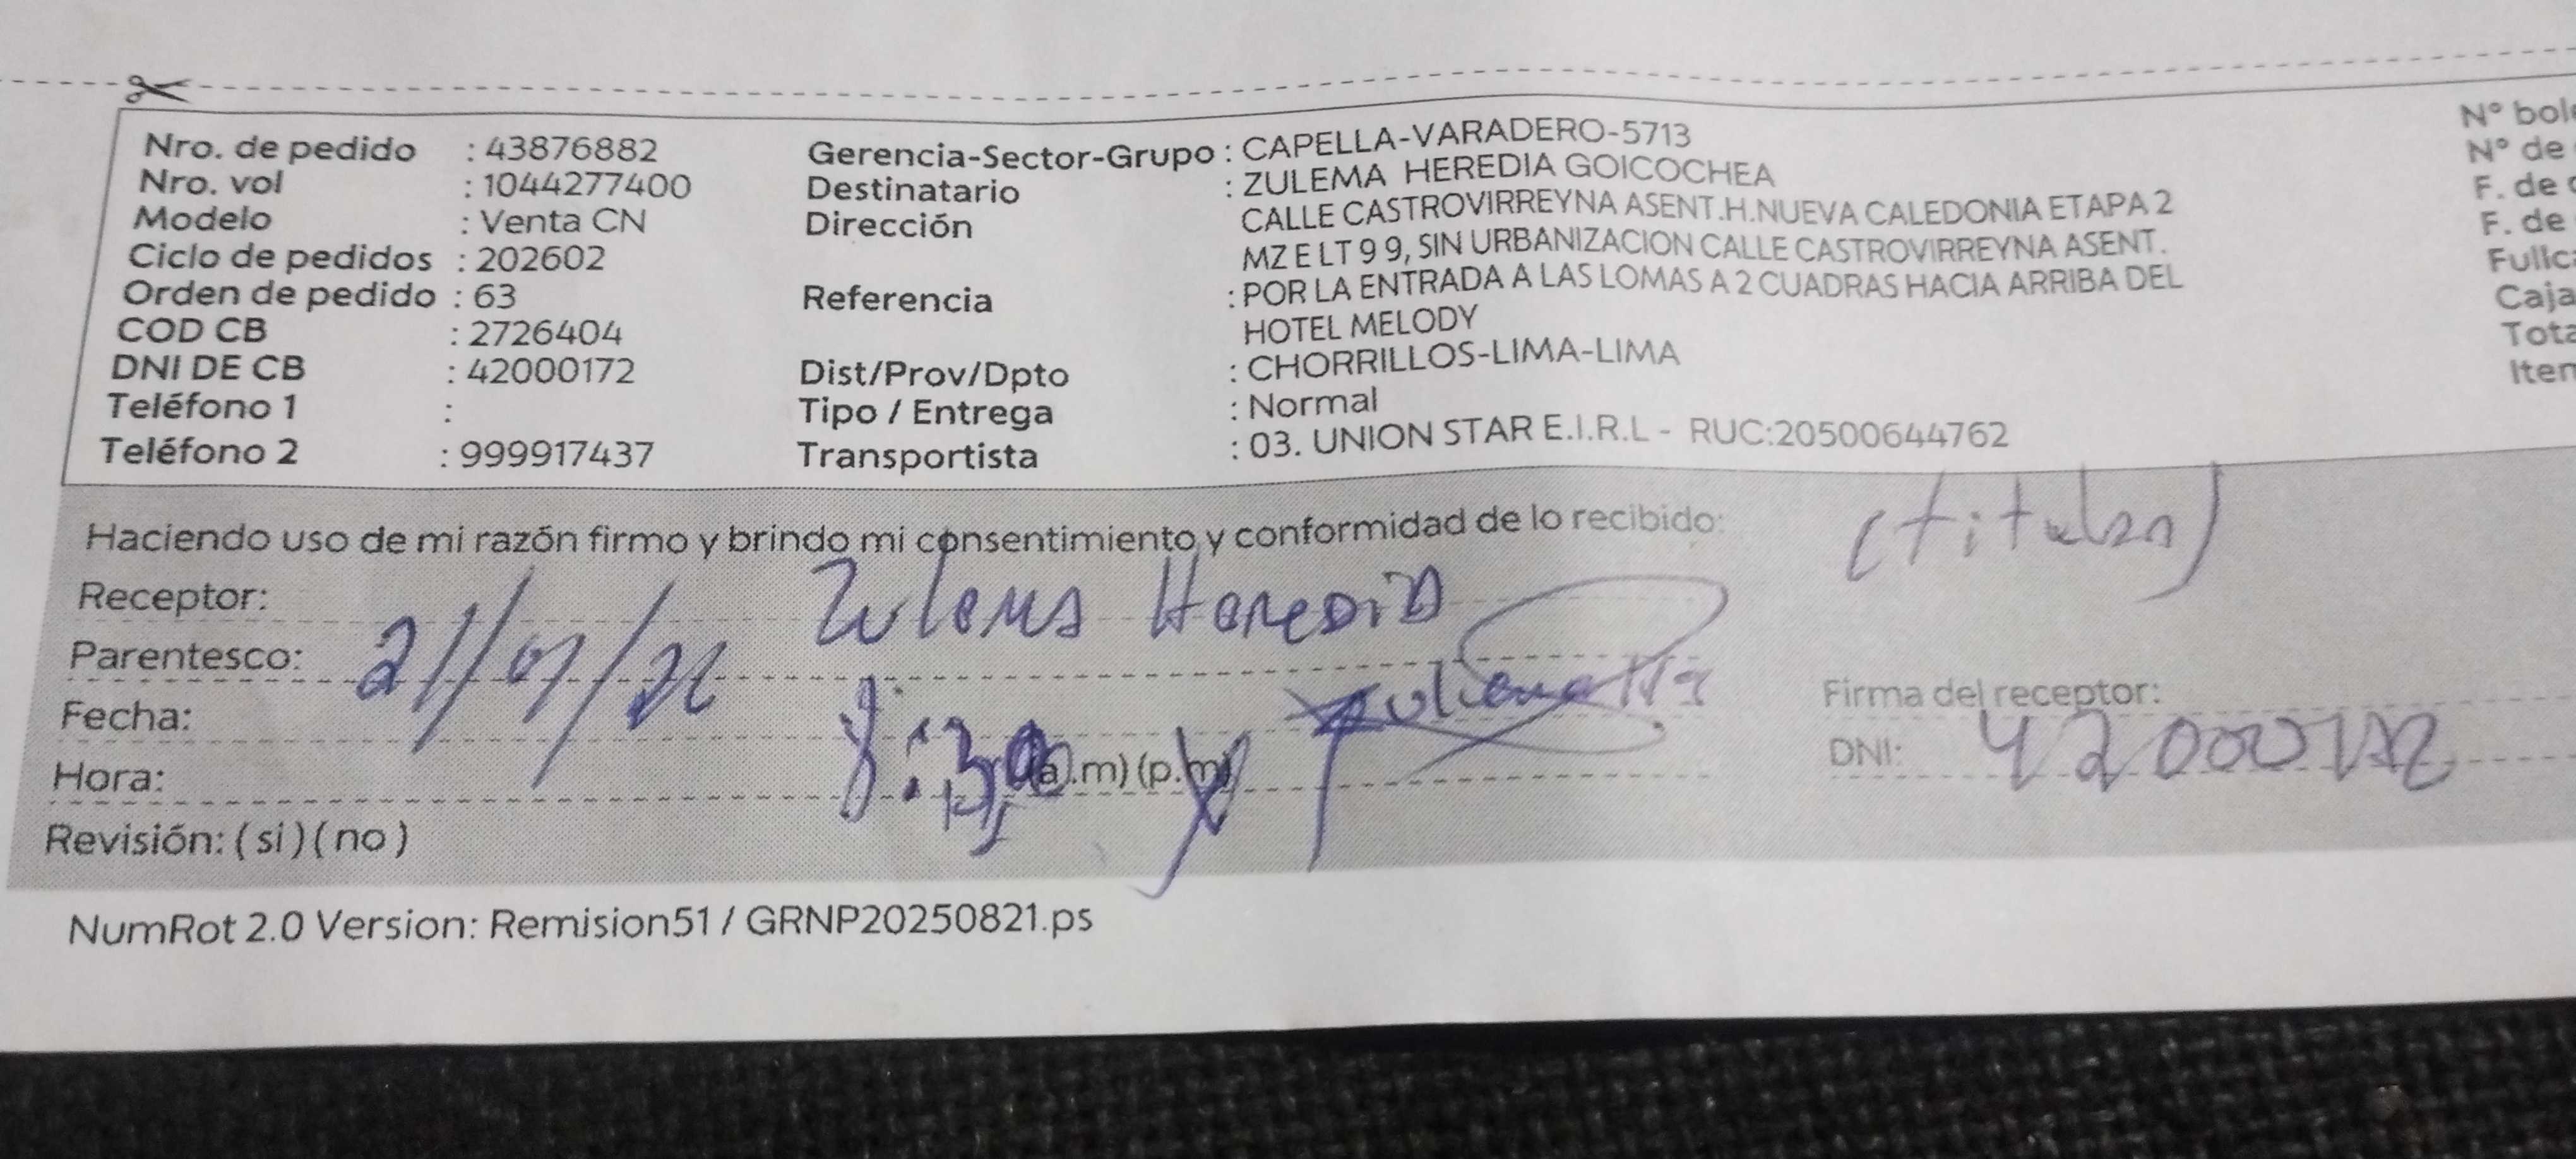 Nro. de pedido : 43876882
Nro. vol : 1044277400
Modelo : Venta CN
Ciclo de pedidos : 202602
Orden de pedido : 63
COD CB : 2726404
DNI DE CB : 42000172
Teléfono 1 :
Teléfono 2 : 999917437
Gerencia-Sector-Grupo : CAPELLA-VARADERO-5713
Destinatario : ZULEMA HEREDIA GOICOCHEA
Dirección CALLE CASTROVIRREYNA ASENT.H.NUEVA CALEDONIA ETAPA 2
MZ E LT 9 9, SIN URBANIZACION CALLE CASTROVIRREYNA ASENT.
Referencia : POR LA ENTRADA A LAS LOMAS A 2 CUADRAS HACIA ARRIBA DEL
HOTEL MELODY
Dist/Prov/Dpto : CHORRILLOS-LIMA-LIMA
Tipo / Entrega : Normal
Transportista : 03. UNION STAR E.I.R.L - RUC:20500644762
N° 
N° de
F. de
F. de
Haciendo uso de mi razón firmo y brindo mi consentimiento y conformidad de lo recibido: (titular)
Receptor: Zulema Heredia
Parentesco:
Fecha: 21/01/26
Hora: 8:30 (a.m) (p.m)
Revisión: ( si ) ( no )
Firma del receptor:
DNI: 42000172
NumRot 2.0 Version: Remision51 / GRNP20250821.ps